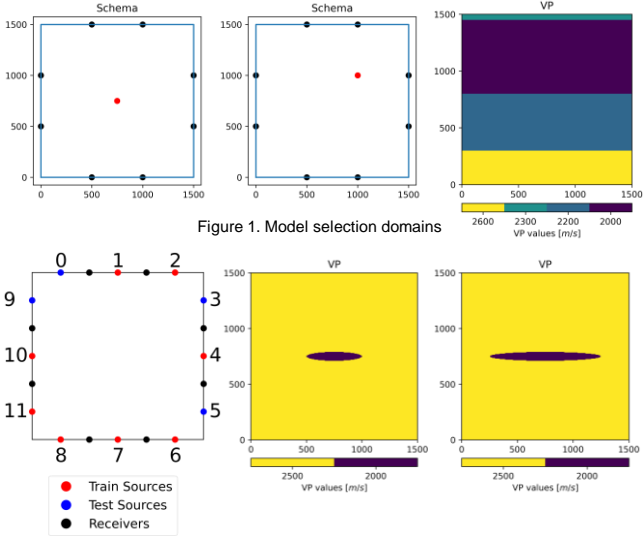 Schema
Schema
VP
1500
1000
500
0
0 500 1000 1500
1500
1000
500
0
0 500 1000 1500
1500
1000
500
0
0 500 1000 1500
2600 2300 2200 2000
VP values [m/s]
Figure 1. Model selection domains
0 1 2
9 3
10 4
11 5
8 7 6
Train Sources
Test Sources
Receivers
VP
1500
1000
500
0
0 500 1000 1500
2500 2000
VP values [m/s]
VP
1500
1000
500
0
0 500 1000 1500
2500 2000
VP values [m/s]